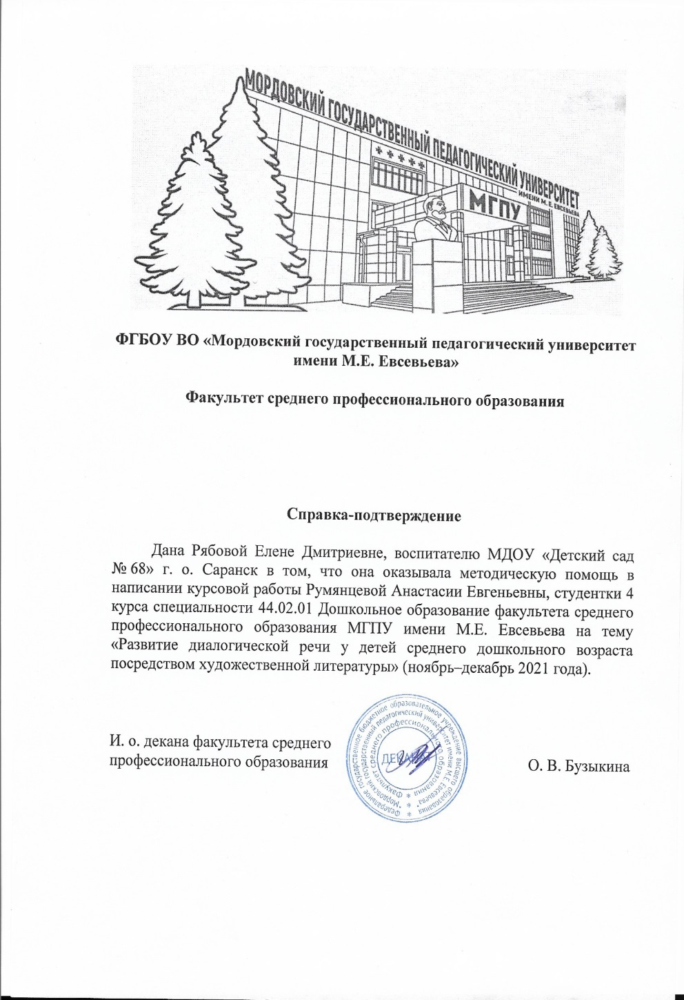 МОРДОВСКИЙ ГОСУДАРСТВЕННЫЙ ПЕДАГОГИЧЕСКИЙ УНИВЕРСИТЕТ
ИМЕНИ М. Е. ЕВСЕВЬЕВА
МГПУ
ФГБОУ ВО «Мордовский государственный педагогический университет
имени М.Е. Евсевьева»
Факультет среднего профессионального образования
Справка-подтверждение
Дана Рябовой Елене Дмитриевне, воспитателю МДОУ «Детский сад
№ 68» г. о. Саранск в том, что она оказывала методическую помощь в
написании курсовой работы Румянцевой Анастасии Евгеньевны, студентки 4
курса специальности 44.02.01 Дошкольное образование факультета среднего
профессионального образования МГПУ имени М.Е. Евсевьева на тему
«Развитие диалогической речи у детей среднего дошкольного возраста
посредством художественной литературы» (ноябрь–декабрь 2021 года).
И. о. декана факультета среднего
профессионального образования
О. В. Бузыкина
Федеральное государственное бюджетное образовательное учреждение высшего образования
"Мордовский государственный педагогический университет имени М.Е. Евсевьева"
Факультет среднего профессионального образования
ДЕКАНАТ